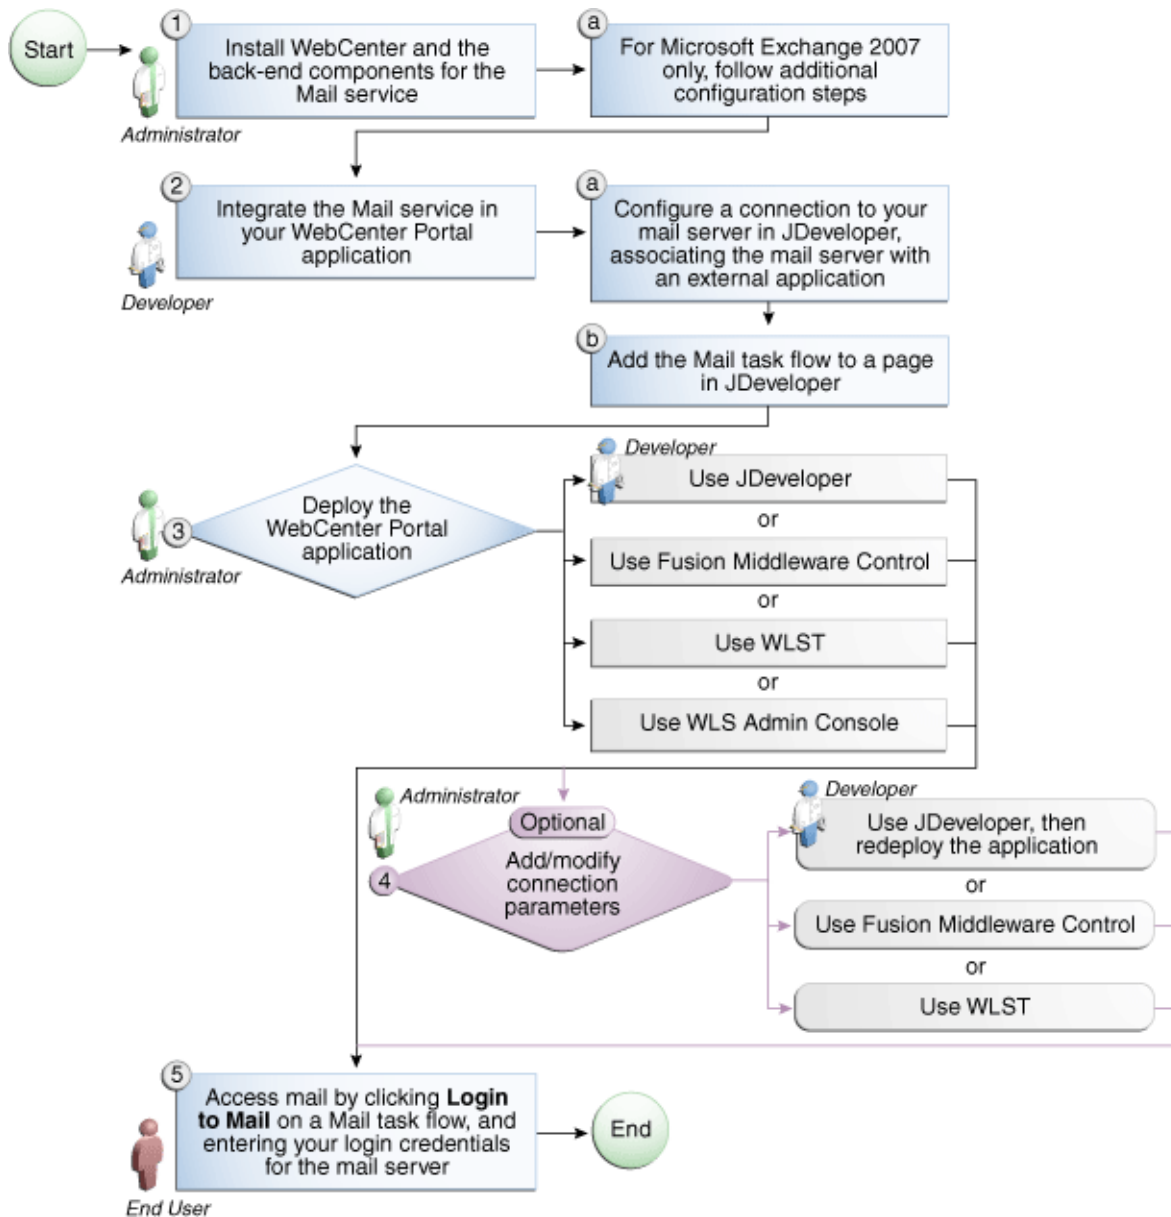 Start
1
Install WebCenter and the
back-end components for the
Mail service
Administrator
a
For Microsoft Exchange 2007
only, follow additional
configuration steps
2
Integrate the Mail service in
your WebCenter Portal
application
Developer
a
Configure a connection to your
mail server in JDeveloper,
associating the mail server with
an external application
b
Add the Mail task flow to a page
in JDeveloper
3
Deploy the
WebCenter Portal
application
Administrator
Developer
Use JDeveloper
or
Use Fusion Middleware Control
or
Use WLST
or
Use WLS Admin Console
Administrator
Optional
4
Add/modify
connection
parameters
Developer
Use JDeveloper, then
redeploy the application
or
Use Fusion Middleware Control
or
Use WLST
5
Access mail by clicking Login
to Mail on a Mail task flow, and
entering your login credentials
for the mail server
End User
End